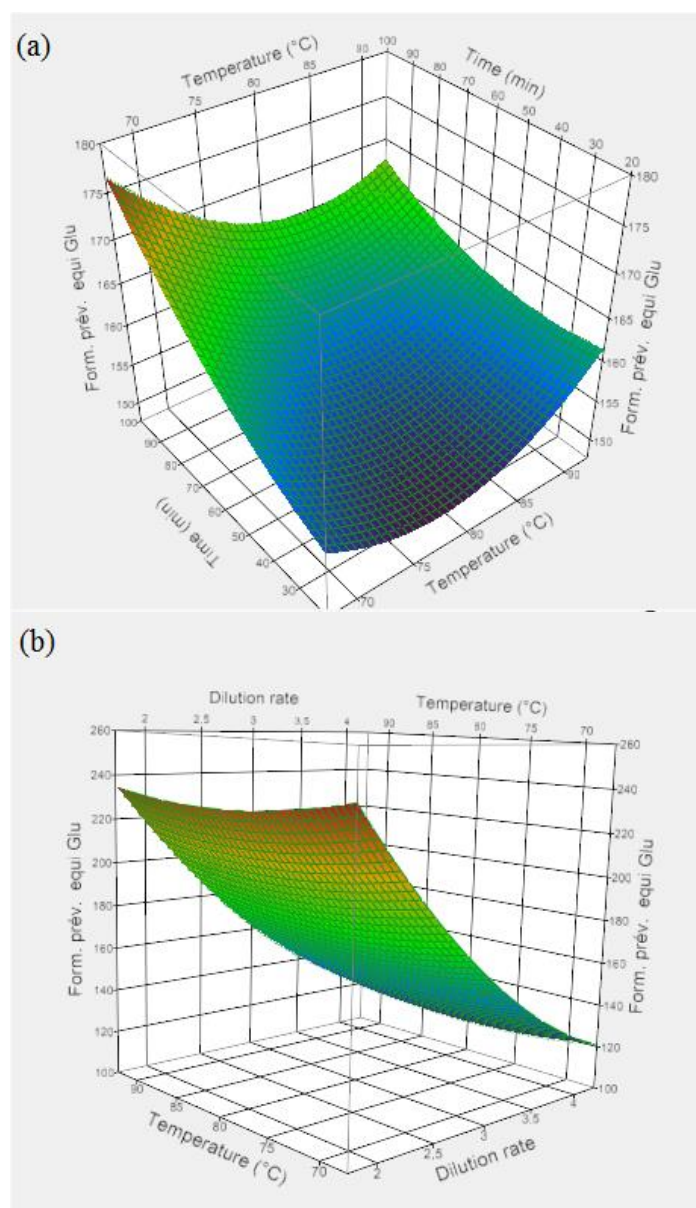 (a)
Temperature (°C)
70 75 80 85 90
Time (min)
100 90 80 70 60 50 40 30 20
Form. prév. equi Glu
180 175 170 165 160 155 150
Form. prév. equi Glu
180 175 170 165 160 155 150
Time (min)
100 90 80 70 60 50 40 30
Temperature (°C)
70 75 80 85 90
(b)
Dilution rate
2 2,5 3 3,5 4
Temperature (°C)
90 85 80 75 70
Form. prév. equi Glu
260 240 220 200 180 160 140 120 100
Form. prév. equi Glu
260 240 220 200 180 160 140 120 100
Temperature (°C)
90 85 80 75 70
Dilution rate
2 2,5 3 3,5 4